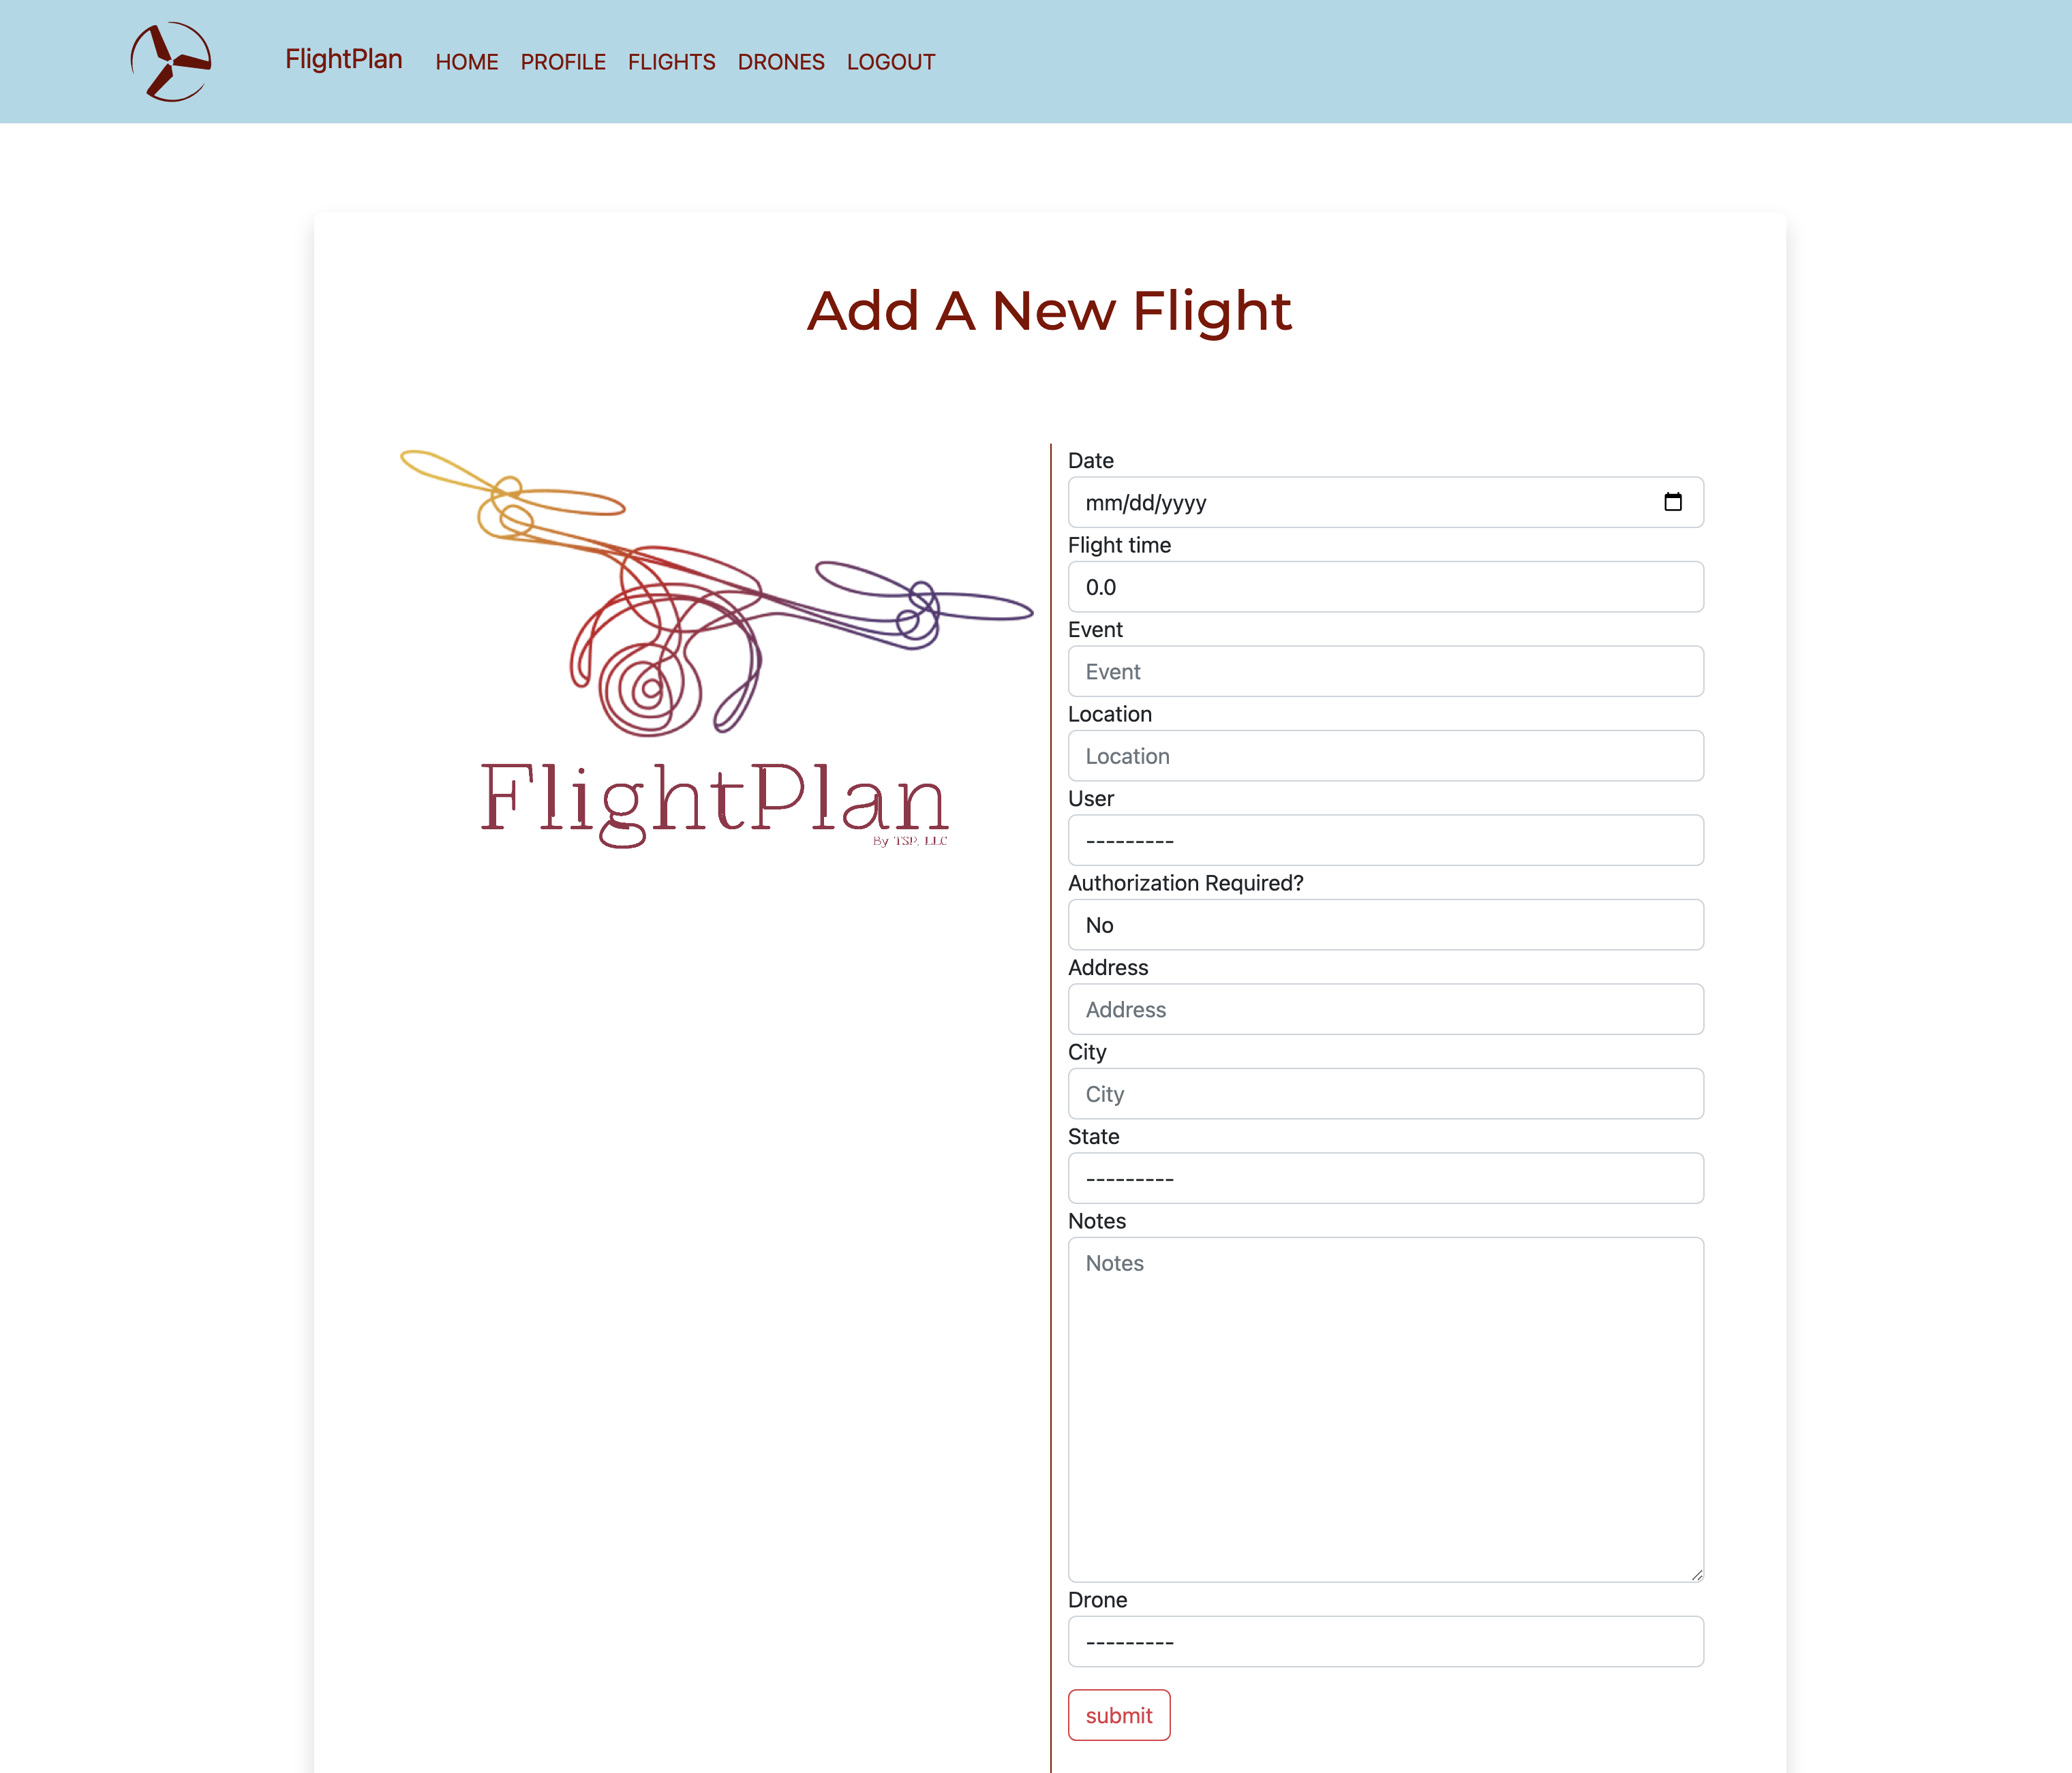 FlightPlan HOME PROFILE FLIGHTS DRONES LOGOUT
Add A New Flight
FlightPlan
By TSP, LLC
Date
mm/dd/yyyy
Flight time
0.0
Event
Event
Location
Location
User
---------
Authorization Required?
No
Address
Address
City
City
State
---------
Notes
Notes
Drone
---------
submit